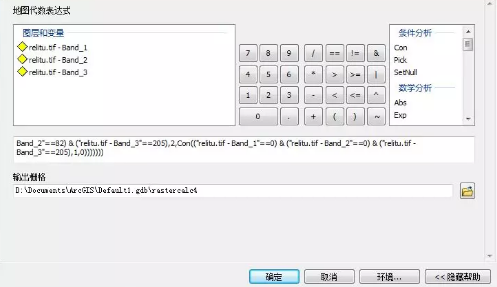 地图代数表达式
图层和变量
relitu.tif - Band_1
relitu.tif - Band_2
relitu.tif - Band_3
7 8 9 / == != &
4 5 6 * > >= |
1 2 3 - < <= ^
0 . + ( ) ~
条件分析
Con
Pick
SetNull
数学分析
Abs
Exp
Band_2"==82) & ("relitu.tif - Band_3"==205),2,Con(("relitu.tif - Band_1"==0) & ("relitu.tif - Band_2"==0) & ("relitu.tif -
Band_3"==205),1,0)))))))
输出栅格
D:\Documents\ArcGIS\Default1.gdb\rastercalc%
确定 取消 环境... << 隐藏帮助